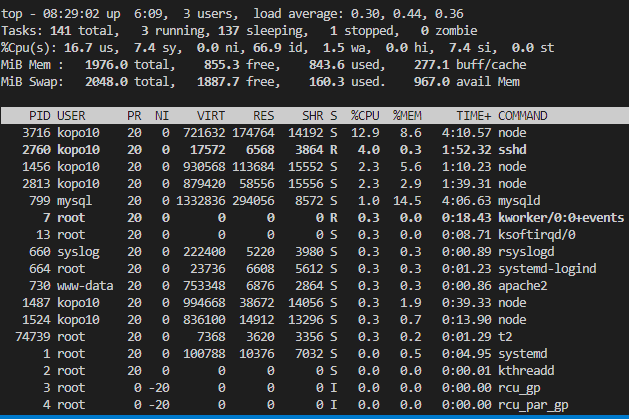 top - 08:29:02 up  6:09,  3 users,  load average: 0.30, 0.44, 0.36
Tasks: 141 total,   3 running, 137 sleeping,   1 stopped,   0 zombie
%Cpu(s): 16.7 us,  7.4 sy,  0.0 ni, 66.9 id,  1.5 wa,  0.0 hi,  7.4 si,  0.0 st
MiB Mem :   1976.0 total,    855.3 free,    843.6 used,    277.1 buff/cache
MiB Swap:   2048.0 total,   1887.7 free,    160.3 used.    967.0 avail Mem
PID USER      PR  NI    VIRT    RES    SHR S  %CPU  %MEM     TIME+ COMMAND
3716 kopo10    20   0  721632 174764  14192 S  12.9   8.6   4:10.57 node
2760 kopo10    20   0   17572   6568   3864 R   4.0   0.3   1:52.32 sshd
1456 kopo10    20   0  930568 113684  15552 S   2.3   5.6   1:10.23 node
2813 kopo10    20   0  879420  58556  15556 S   2.3   2.9   1:39.31 node
799 mysql     20   0 1332836 294056   8572 S   1.0  14.5   4:06.63 mysqld
7 root      20   0       0      0      0 R   0.3   0.0   0:18.43 kworker/0:0+events
13 root      20   0       0      0      0 S   0.3   0.0   0:08.71 ksoftirqd/0
660 syslog    20   0  222400   5220   3980 S   0.3   0.3   0:00.89 rsyslogd
664 root      20   0   23736   6608   5612 S   0.3   0.3   0:01.23 systemd-logind
730 www-data  20   0  753348   6876   2864 S   0.3   0.3   0:00.86 apache2
1487 kopo10    20   0  994668  38672  14056 S   0.3   1.9   0:39.33 node
1524 kopo10    20   0  836100  14912  13296 S   0.3   0.7   0:13.90 node
74739 root      20   0    7368   3620   3356 S   0.3   0.2   0:01.29 t2
1 root      20   0  100788  10376   7032 S   0.0   0.5   0:04.95 systemd
2 root      20   0       0      0      0 S   0.0   0.0   0:00.01 kthreadd
3 root       0 -20       0      0      0 I   0.0   0.0   0:00.00 rcu_gp
4 root       0 -20       0      0      0 I   0.0   0.0   0:00.00 rcu_par_gp